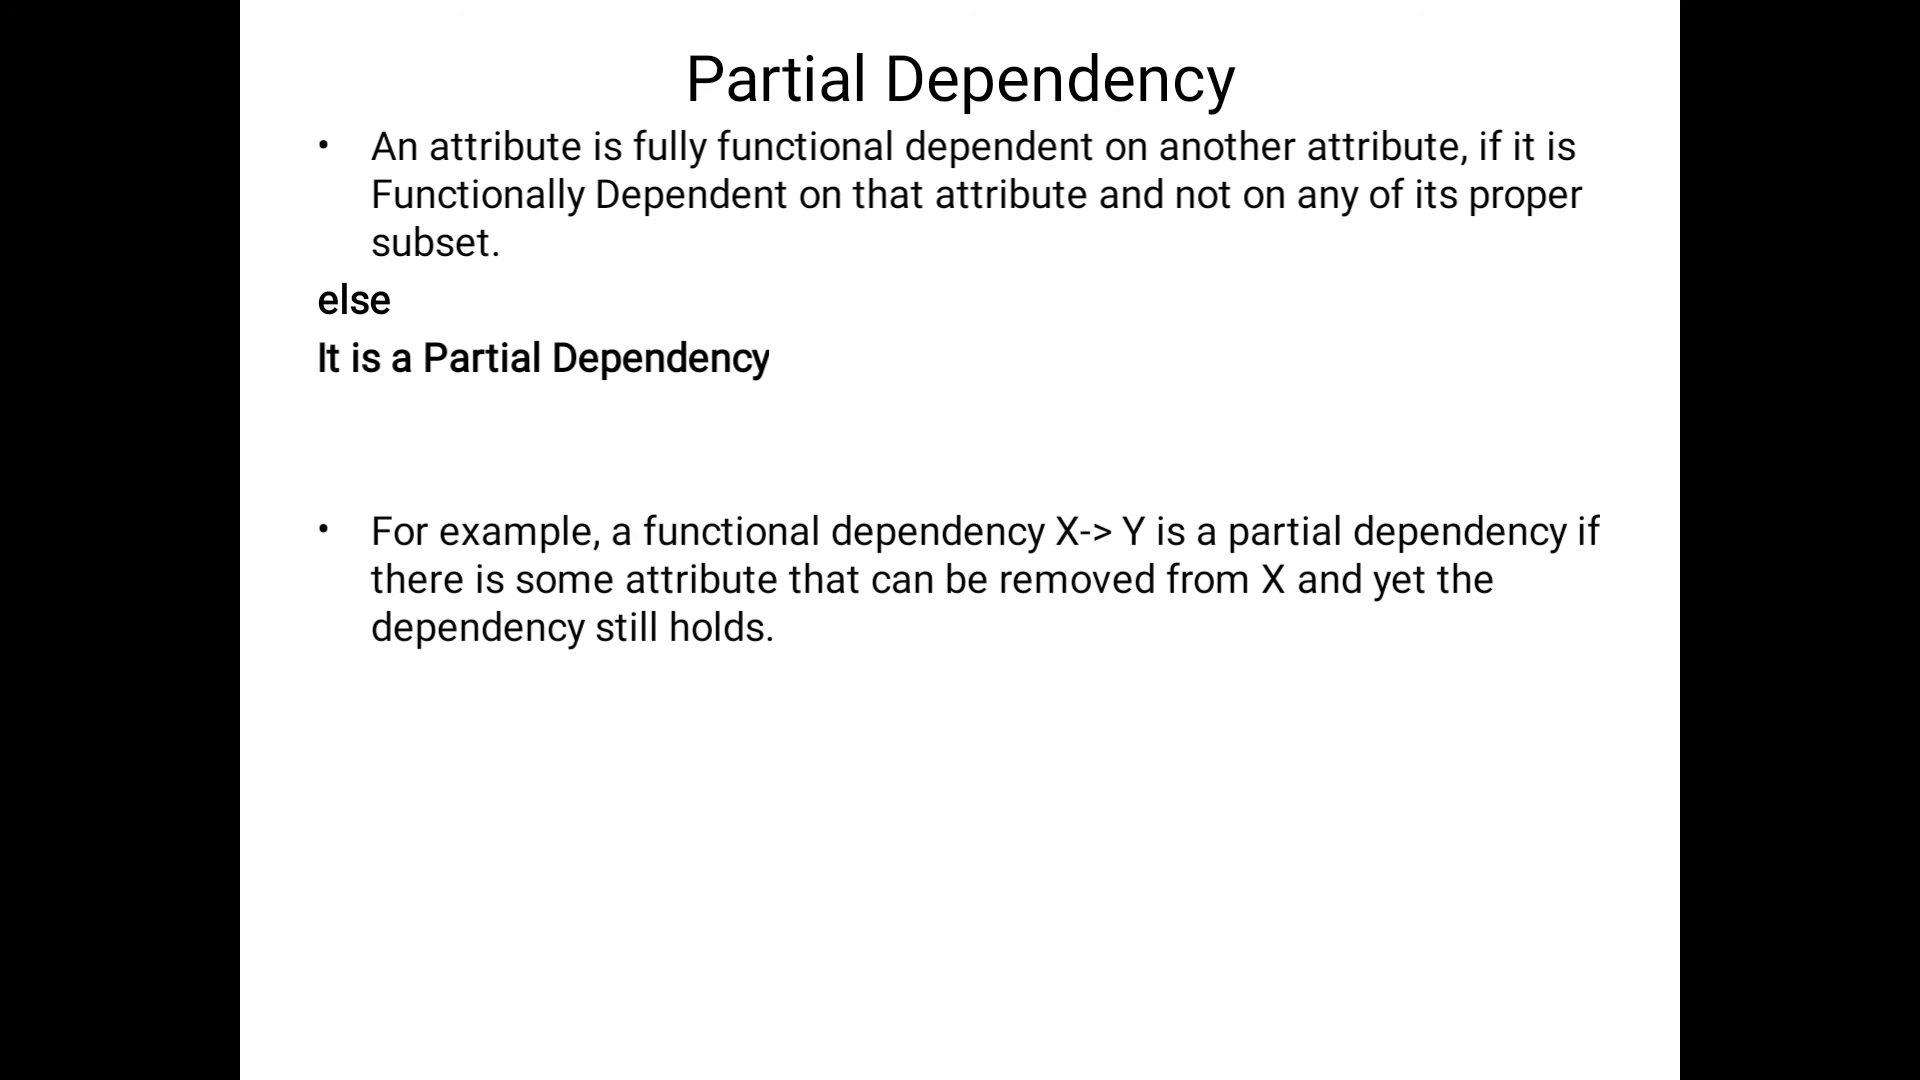 Partial Dependency
• An attribute is fully functional dependent on another attribute, if it is
Functionally Dependent on that attribute and not on any of its proper
subset.
else
It is a Partial Dependency
• For example, a functional dependency X-> Y is a partial dependency if
there is some attribute that can be removed from X and yet the
dependency still holds.